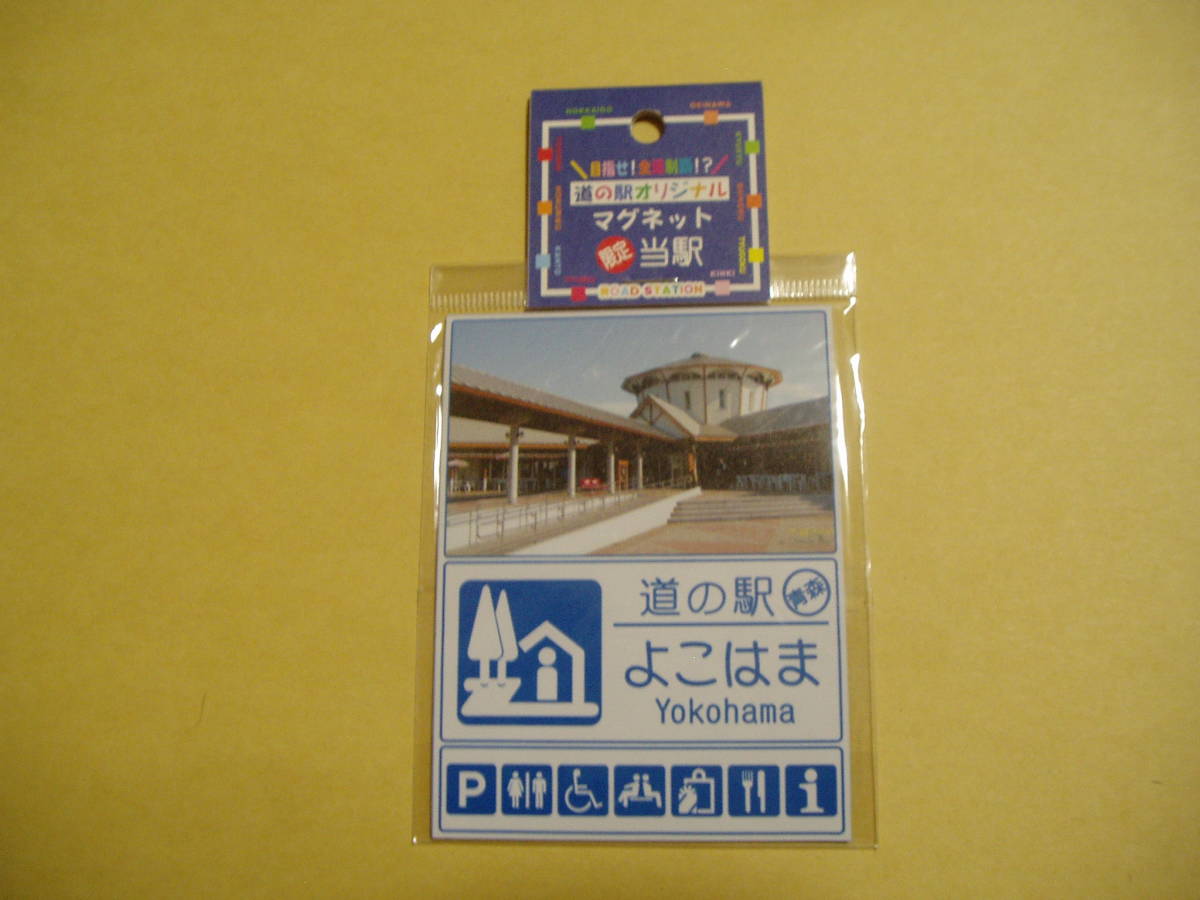 HOKKAIDO
OKINAWA
目指せ!全国制覇!?
道の駅オリジナル
マグネット
限定 当駅
KANTO
KINKI
ROAD STATION
道の駅 青森
よこはま
Yokohama
P
i